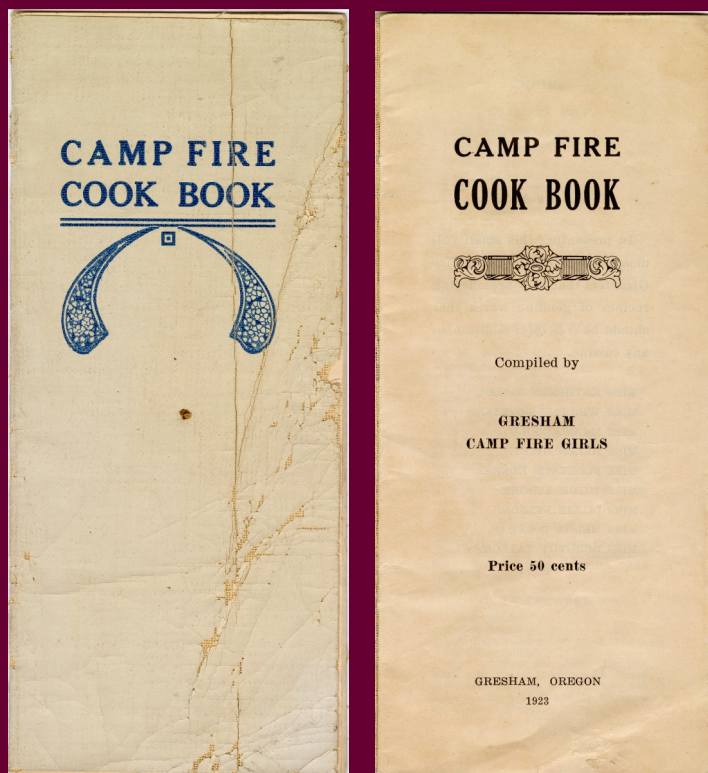 CAMP FIRE
COOK BOOK
CAMP FIRE
COOK BOOK
Compiled by
GRESHAM
CAMP FIRE GIRLS
Price 50 cents
GRESHAM, OREGON
1923